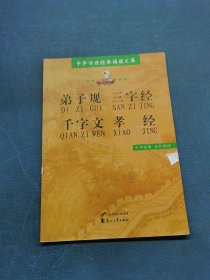 中华传世经典诵读文库
弟子规 三字经
DI ZI GUI SAN ZI JING
千字文 孝 经
QIAN ZI WEN XIAO JING